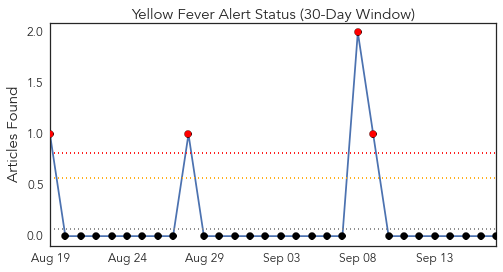 Yellow Fever Alert Status (30-Day Window)
Articles Found
2.0
1.5
1.0
0.5
0.0
Aug 19 Aug 24 Aug 29 Sep 03 Sep 08 Sep 13